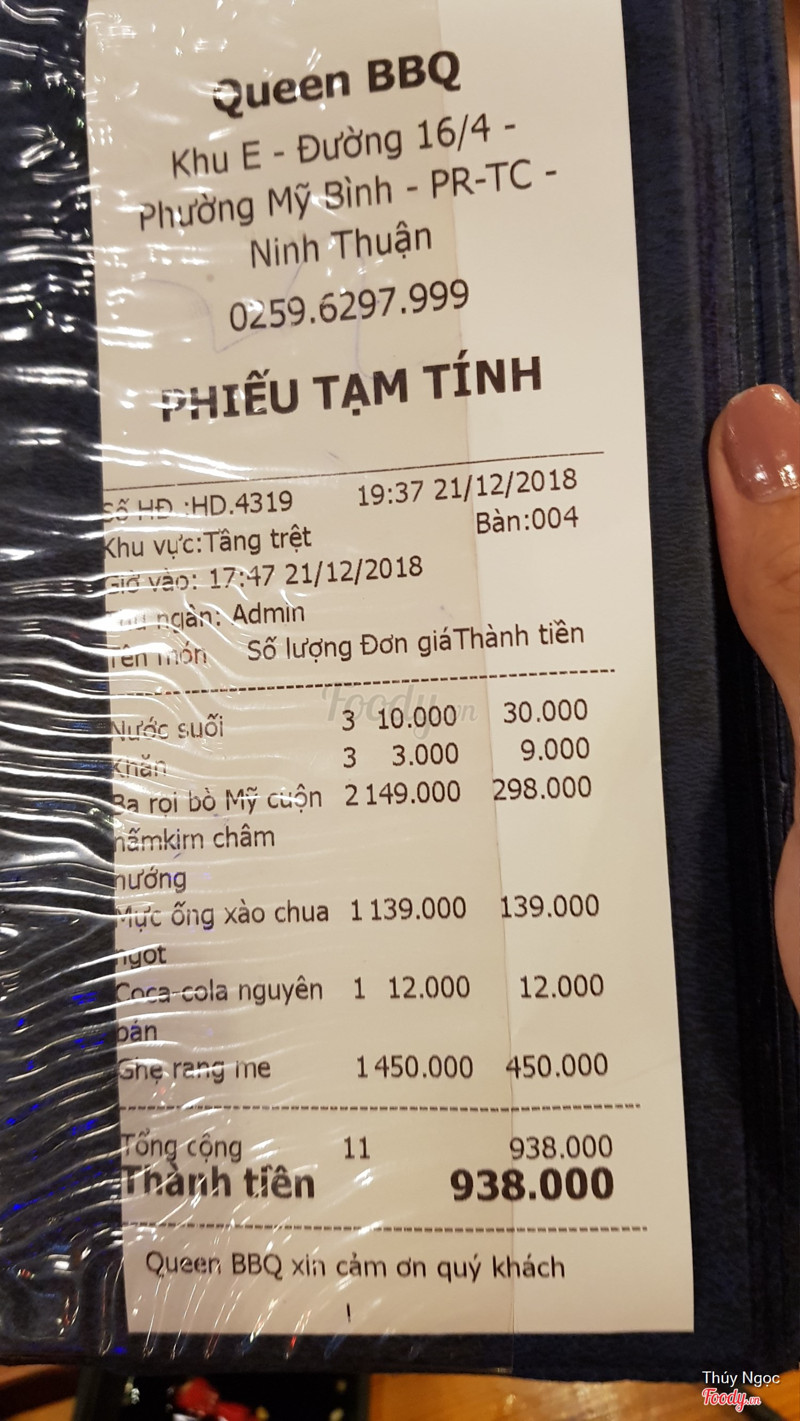 Queen BBQ
Khu E - Đường 16/4 -
Phường Mỹ Bình - PR-TC -
Ninh Thuận
0259.6297.999
PHIẾU TẠM TÍNH
Số HĐ :HD.4319 19:37 21/12/2018
Khu vực:Tầng trệt Bàn:004
Giờ vào: 17:47 21/12/2018
Thu ngân: Admin
Tên món Số lượng Đơn giáThành tiền
Nước suối 3 10.000 30.000
Khăn 3 3.000 9.000
Ba rọi bò Mỹ cuộn 2 149.000 298.000
nấmkim châm
nướng
Mực ống xào chua 1 139.000 139.000
ngọt
Coca-cola nguyên 1 12.000 12.000
bản
Ghẹ rang me 1 450.000 450.000
Tổng cộng 11 938.000
Thành tiền 938.000
Queen BBQ xin cảm ơn quý khách
!
Foody.vn
Thúy Ngọc
Foody.vn